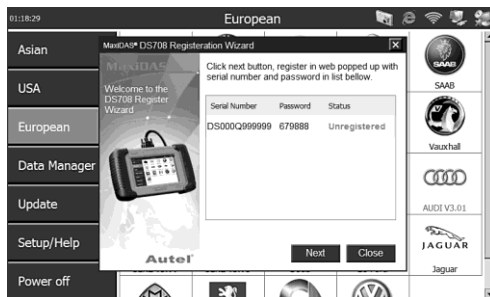 01:18:29
European
Asian
USA
European
Data Manager
Update
Setup/Help
Power off
MaxiDAS® DS708 Registeration Wizard
MaxiDAS
Welcome to the
DS708 Register
Wizard
Autel
Click next button, register in web popped up with
serial number and password in list bellow.
Serial Number Password Status
DS000Q999999 679888 Unregistered
Next Close
SAAB
SAAB
Vauxhall
AUDI V3.01
JAGUAR
Jaguar